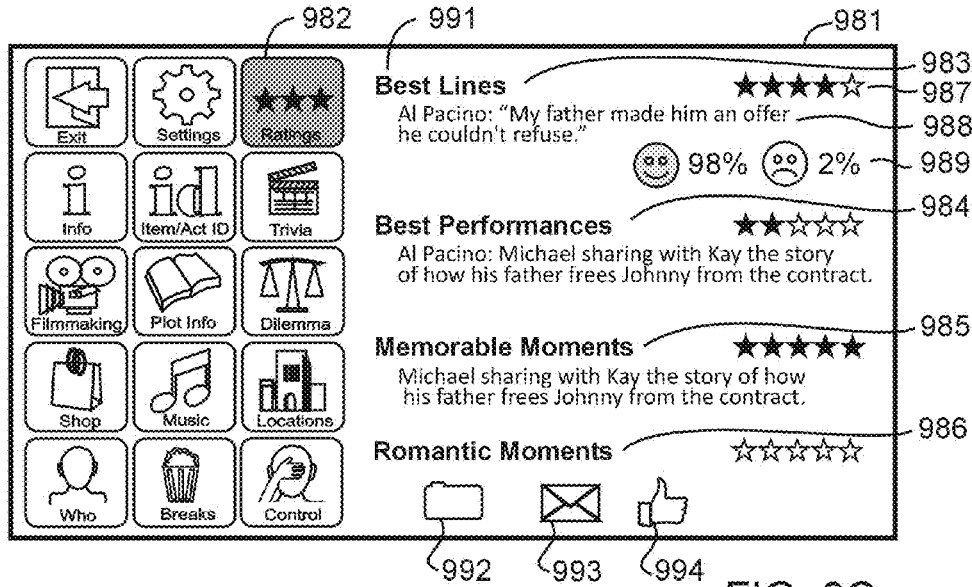 982
991
981
Exit
Settings
Ratings
Best Lines
983
987
Al Pacino: "My father made him an offer
he couldn't refuse."
988
98%
2%
989
Info
Item/Act ID
Trivia
984
Best Performances
Al Pacino: Michael sharing with Kay the story
of how his father frees Johnny from the contract.
Filmmaking
Plot Info
Dilemma
985
Memorable Moments
Michael sharing with Kay the story of how
his father frees Johnny from the contract.
Shop
Music
Locations
986
Romantic Moments
Who
Breaks
Control
992
993
994